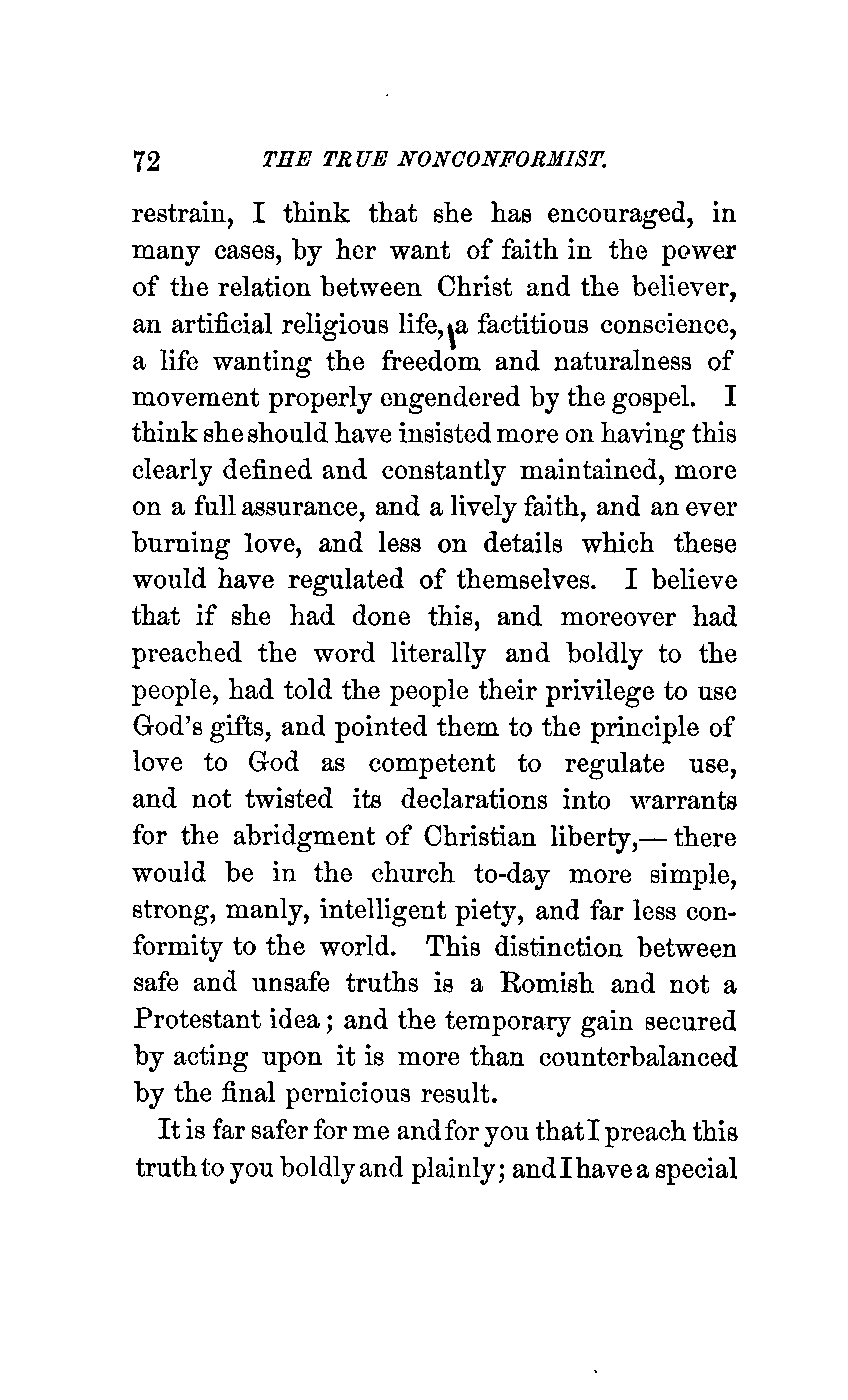 72 THE TRUE NONCONFORMIST.
restrain, I think that she has encouraged, in
many cases, by her want of faith in the power
of the relation between Christ and the believer,
an artificial religious life, a factitious conscience,
a life wanting the freedom and naturalness of
movement properly engendered by the gospel. I
think she should have insisted more on having this
clearly defined and constantly maintained, more
on a full assurance, and a lively faith, and an ever
burning love, and less on details which these
would have regulated of themselves. I believe
that if she had done this, and moreover had
preached the word literally and boldly to the
people, had told the people their privilege to use
God's gifts, and pointed them to the principle of
love to God as competent to regulate use,
and not twisted its declarations into warrants
for the abridgment of Christian liberty,— there
would be in the church to-day more simple,
strong, manly, intelligent piety, and far less con-
formity to the world. This distinction between
safe and unsafe truths is a Romish and not a
Protestant idea; and the temporary gain secured
by acting upon it is more than counterbalanced
by the final pernicious result.
It is far safer for me and for you that I preach this
truth to you boldly and plainly; and I have a special